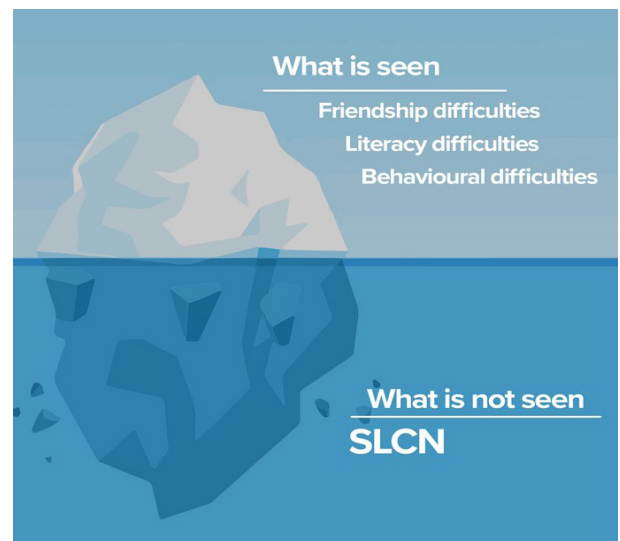 What is seen
Friendship difficulties
Literacy difficulties
Behavioural difficulties
What is not seen
SLCN